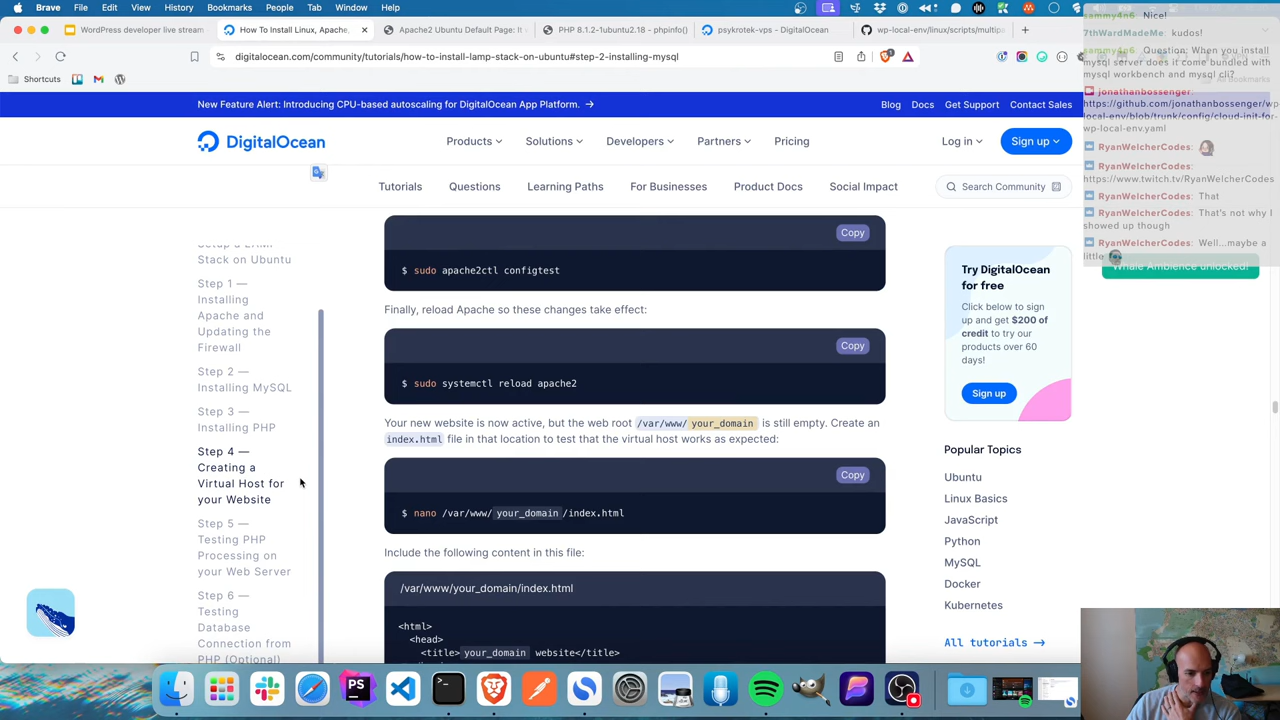 Brave File Edit View History Bookmarks People Tab Window Help
WordPress developer live stream
How To Install Linux, Apache,
Apache2 Ubuntu Default Page: It
PHP 8.1.2-1ubuntu2.18 - phpinfo()
psykrotek-vps - DigitalOcean
wp-local-env/linux/scripts/multipa
digitalocean.com/community/tutorials/how-to-install-lamp-stack-on-ubuntu#step-2-installing-mysql
Shortcuts
All Bookmarks
New Feature Alert: Introducing CPU-based autoscaling for DigitalOcean App Platform. →
Blog Docs Get Support Contact Sales
DigitalOcean
Products Solutions Developers Partners Pricing
Log in Sign up
Tutorials Questions Learning Paths For Businesses Product Docs Social Impact
Search Community
Stack on Ubuntu
Step 1 —
Installing
Apache and
Updating the
Firewall
Step 2 —
Installing MySQL
Step 3 —
Installing PHP
Step 4 —
Creating a
Virtual Host for
your Website
Step 5 —
Testing PHP
Processing on
your Web Server
Step 6 —
Testing
Database
Connection from
PHP (Optional)
Copy
$ sudo apache2ctl configtest
Finally, reload Apache so these changes take effect:
Copy
$ sudo systemctl reload apache2
Your new website is now active, but the web root /var/www/your_domain is still empty. Create an
index.html file in that location to test that the virtual host works as expected:
Copy
$ nano /var/www/your_domain/index.html
Include the following content in this file:
/var/www/your_domain/index.html
<html>
<head>
<title>your_domain website</title>
Try DigitalOcean
for free
Click below to sign
up and get $200 of
credit to try our
products over 60
days!
Sign up
Popular Topics
Ubuntu
Linux Basics
JavaScript
Python
MySQL
Docker
Kubernetes
All tutorials →
sammy4n6: Nice!
7thWardMadeMe: kudos!
sammy4n6: Question: When you install
mysql server does it come bundled with
mysql workbench and mysql cli?
jonathanbossenger:
https://github.com/jonathanbossenger/wp-
local-env/blob/trunk/config/cloud-init-for-
wp-local-env.yaml
RyanWelcherCodes:
RyanWelcherCodes:
https://www.twitch.tv/RyanWelcherCodes
RyanWelcherCodes: That
RyanWelcherCodes: That's not why I
showed up though
RyanWelcherCodes: Well...maybe a
little
Whale Ambience unlocked!